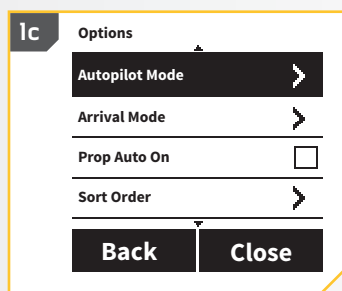 1c
Options
Autopilot Mode
Arrival Mode
Prop Auto On
Sort Order
Back Close